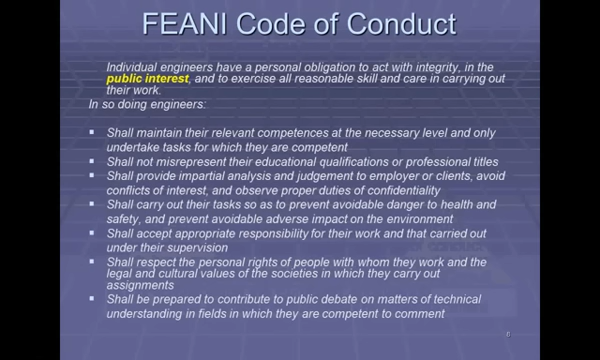 FEANI Code of Conduct
Individual engineers have a personal obligation to act with integrity, in the
public interest, and to exercise all reasonable skill and care in carrying out
their work.
In so doing engineers:
▪ Shall maintain their relevant competences at the necessary level and only
undertake tasks for which they are competent
▪ Shall not misrepresent their educational qualifications or professional titles
▪ Shall provide impartial analysis and judgement to employer or clients, avoid
conflicts of interest, and observe proper duties of confidentiality
▪ Shall carry out their tasks so as to prevent avoidable danger to health and
safety, and prevent avoidable adverse impact on the environment
▪ Shall accept appropriate responsibility for their work and that carried out
under their supervision
▪ Shall respect the personal rights of people with whom they work and the
legal and cultural values of the societies in which they carry out
assignments
▪ Shall be prepared to contribute to public debate on matters of technical
understanding in fields in which they are competent to comment